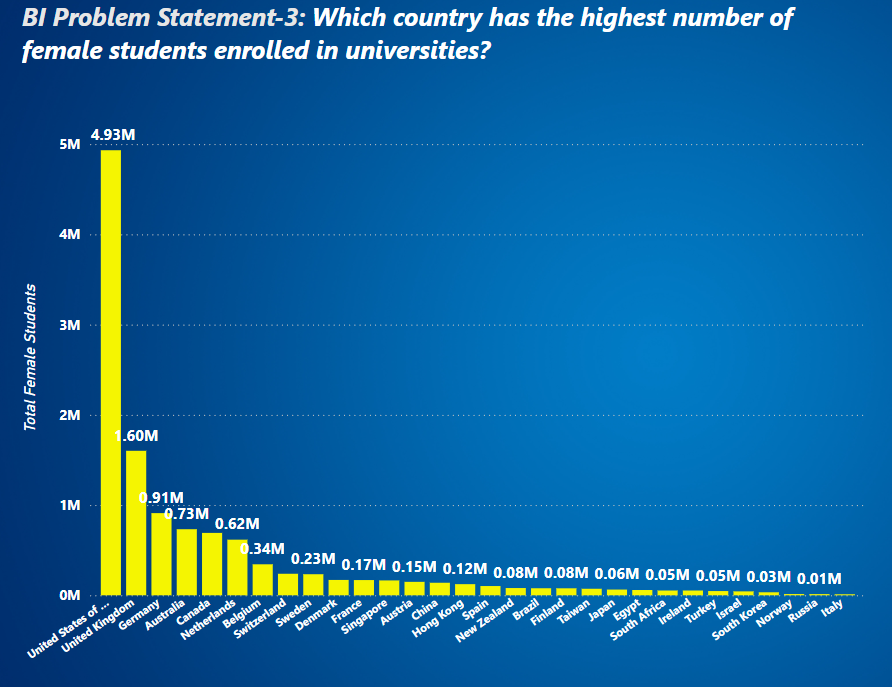 BI Problem Statement-3: Which country has the highest number of
female students enrolled in universities?
Total Female Students
5M
4M
3M
2M
1M
0M
4.93M
1.60M
0.91M
0.73M
0.62M
0.34M
0.23M
0.17M
0.15M
0.12M
0.08M
0.08M
0.06M
0.05M
0.05M
0.03M
0.01M
United States of ...
United Kingdom
Germany
Australia
Canada
Netherlands
Belgium
Switzerland
Sweden
Denmark
France
Singapore
Austria
China
Hong Kong
Spain
New Zealand
Brazil
Finland
Taiwan
Japan
Egypt
South Africa
Ireland
Turkey
Israel
South Korea
Norway
Russia
Italy